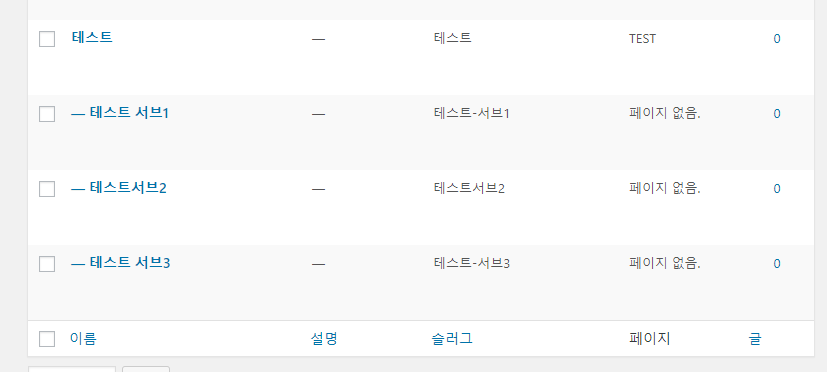 테스트 — 테스트 TEST 0
— 테스트 서브1 — 테스트-서브1 페이지 없음. 0
— 테스트서브2 — 테스트서브2 페이지 없음. 0
— 테스트 서브3 — 테스트-서브3 페이지 없음. 0
이름 설명 슬러그 페이지 글